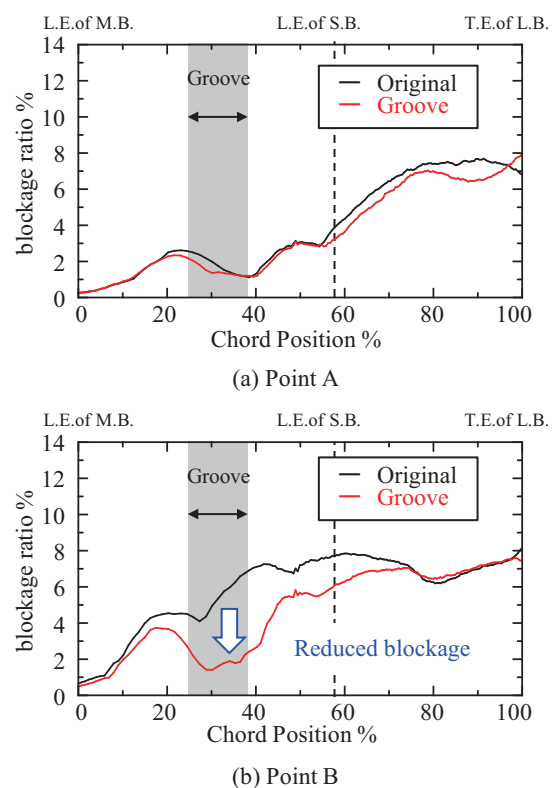 L.E.of M.B. L.E.of S.B. T.E.of L.B.
14
12
10
8
6
4
2
0
blockage ratio %
Groove
Original
Groove
0 20 40 60 80 100
Chord Position %
(a) Point A
L.E.of M.B. L.E.of S.B. T.E.of L.B.
14
12
10
8
6
4
2
0
blockage ratio %
Groove
Original
Groove
Reduced blockage
0 20 40 60 80 100
Chord Position %
(b) Point B